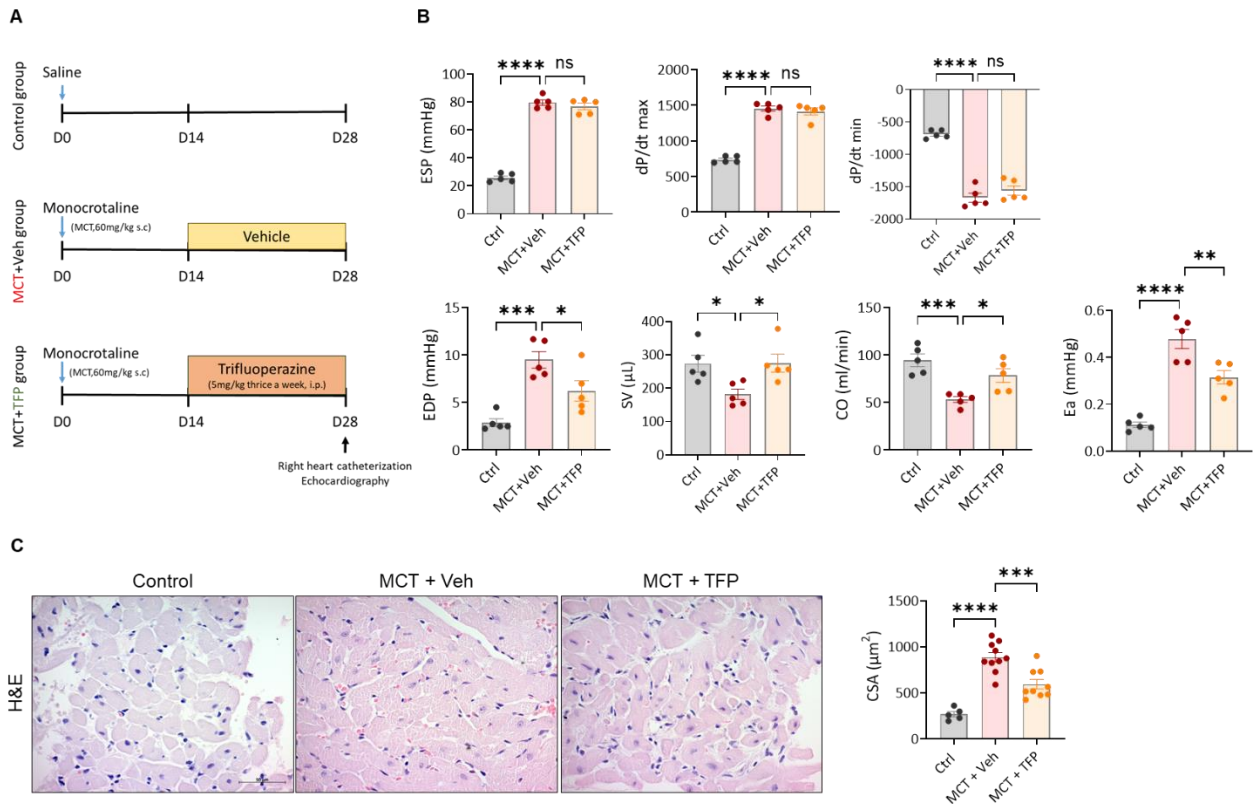 A
B
Control group
Saline
D0
D14
D28
MCT+Veh group
Monocrotaline
(MCT,60mg/kg s.c)
Vehicle
D0
D14
D28
MCT+TFP group
Monocrotaline
(MCT,60mg/kg s.c)
Trifluoperazine
(5mg/kg thrice a week, i.p.)
D0
D14
D28
Right heart catheterization
Echocardiography
ESP (mmHg)
100
80
60
40
20
0
**** ns
Ctrl
MCT+Veh
MCT+TFP
dP/dt max
2000
1500
1000
500
0
**** ns
Ctrl
MCT+Veh
MCT+TFP
dP/dt min
0
-500
-1000
-1500
-2000
**** ns
Ctrl
MCT+Veh
MCT+TFP
EDP (mmHg)
15
10
5
0
*** *
Ctrl
MCT+Veh
MCT+TFP
SV (µL)
400
300
200
100
0
* *
Ctrl
MCT+Veh
MCT+TFP
CO (ml/min)
150
100
50
0
*** *
Ctrl
MCT+Veh
MCT+TFP
Ea (mmHg)
0.6
0.4
0.2
0.0
**** **
Ctrl
MCT+Veh
MCT+TFP
C
Control
MCT + Veh
MCT + TFP
H&E
CSA (µm²)
1500
1000
500
0
**** ***
Ctrl
MCT + Veh
MCT + TFP